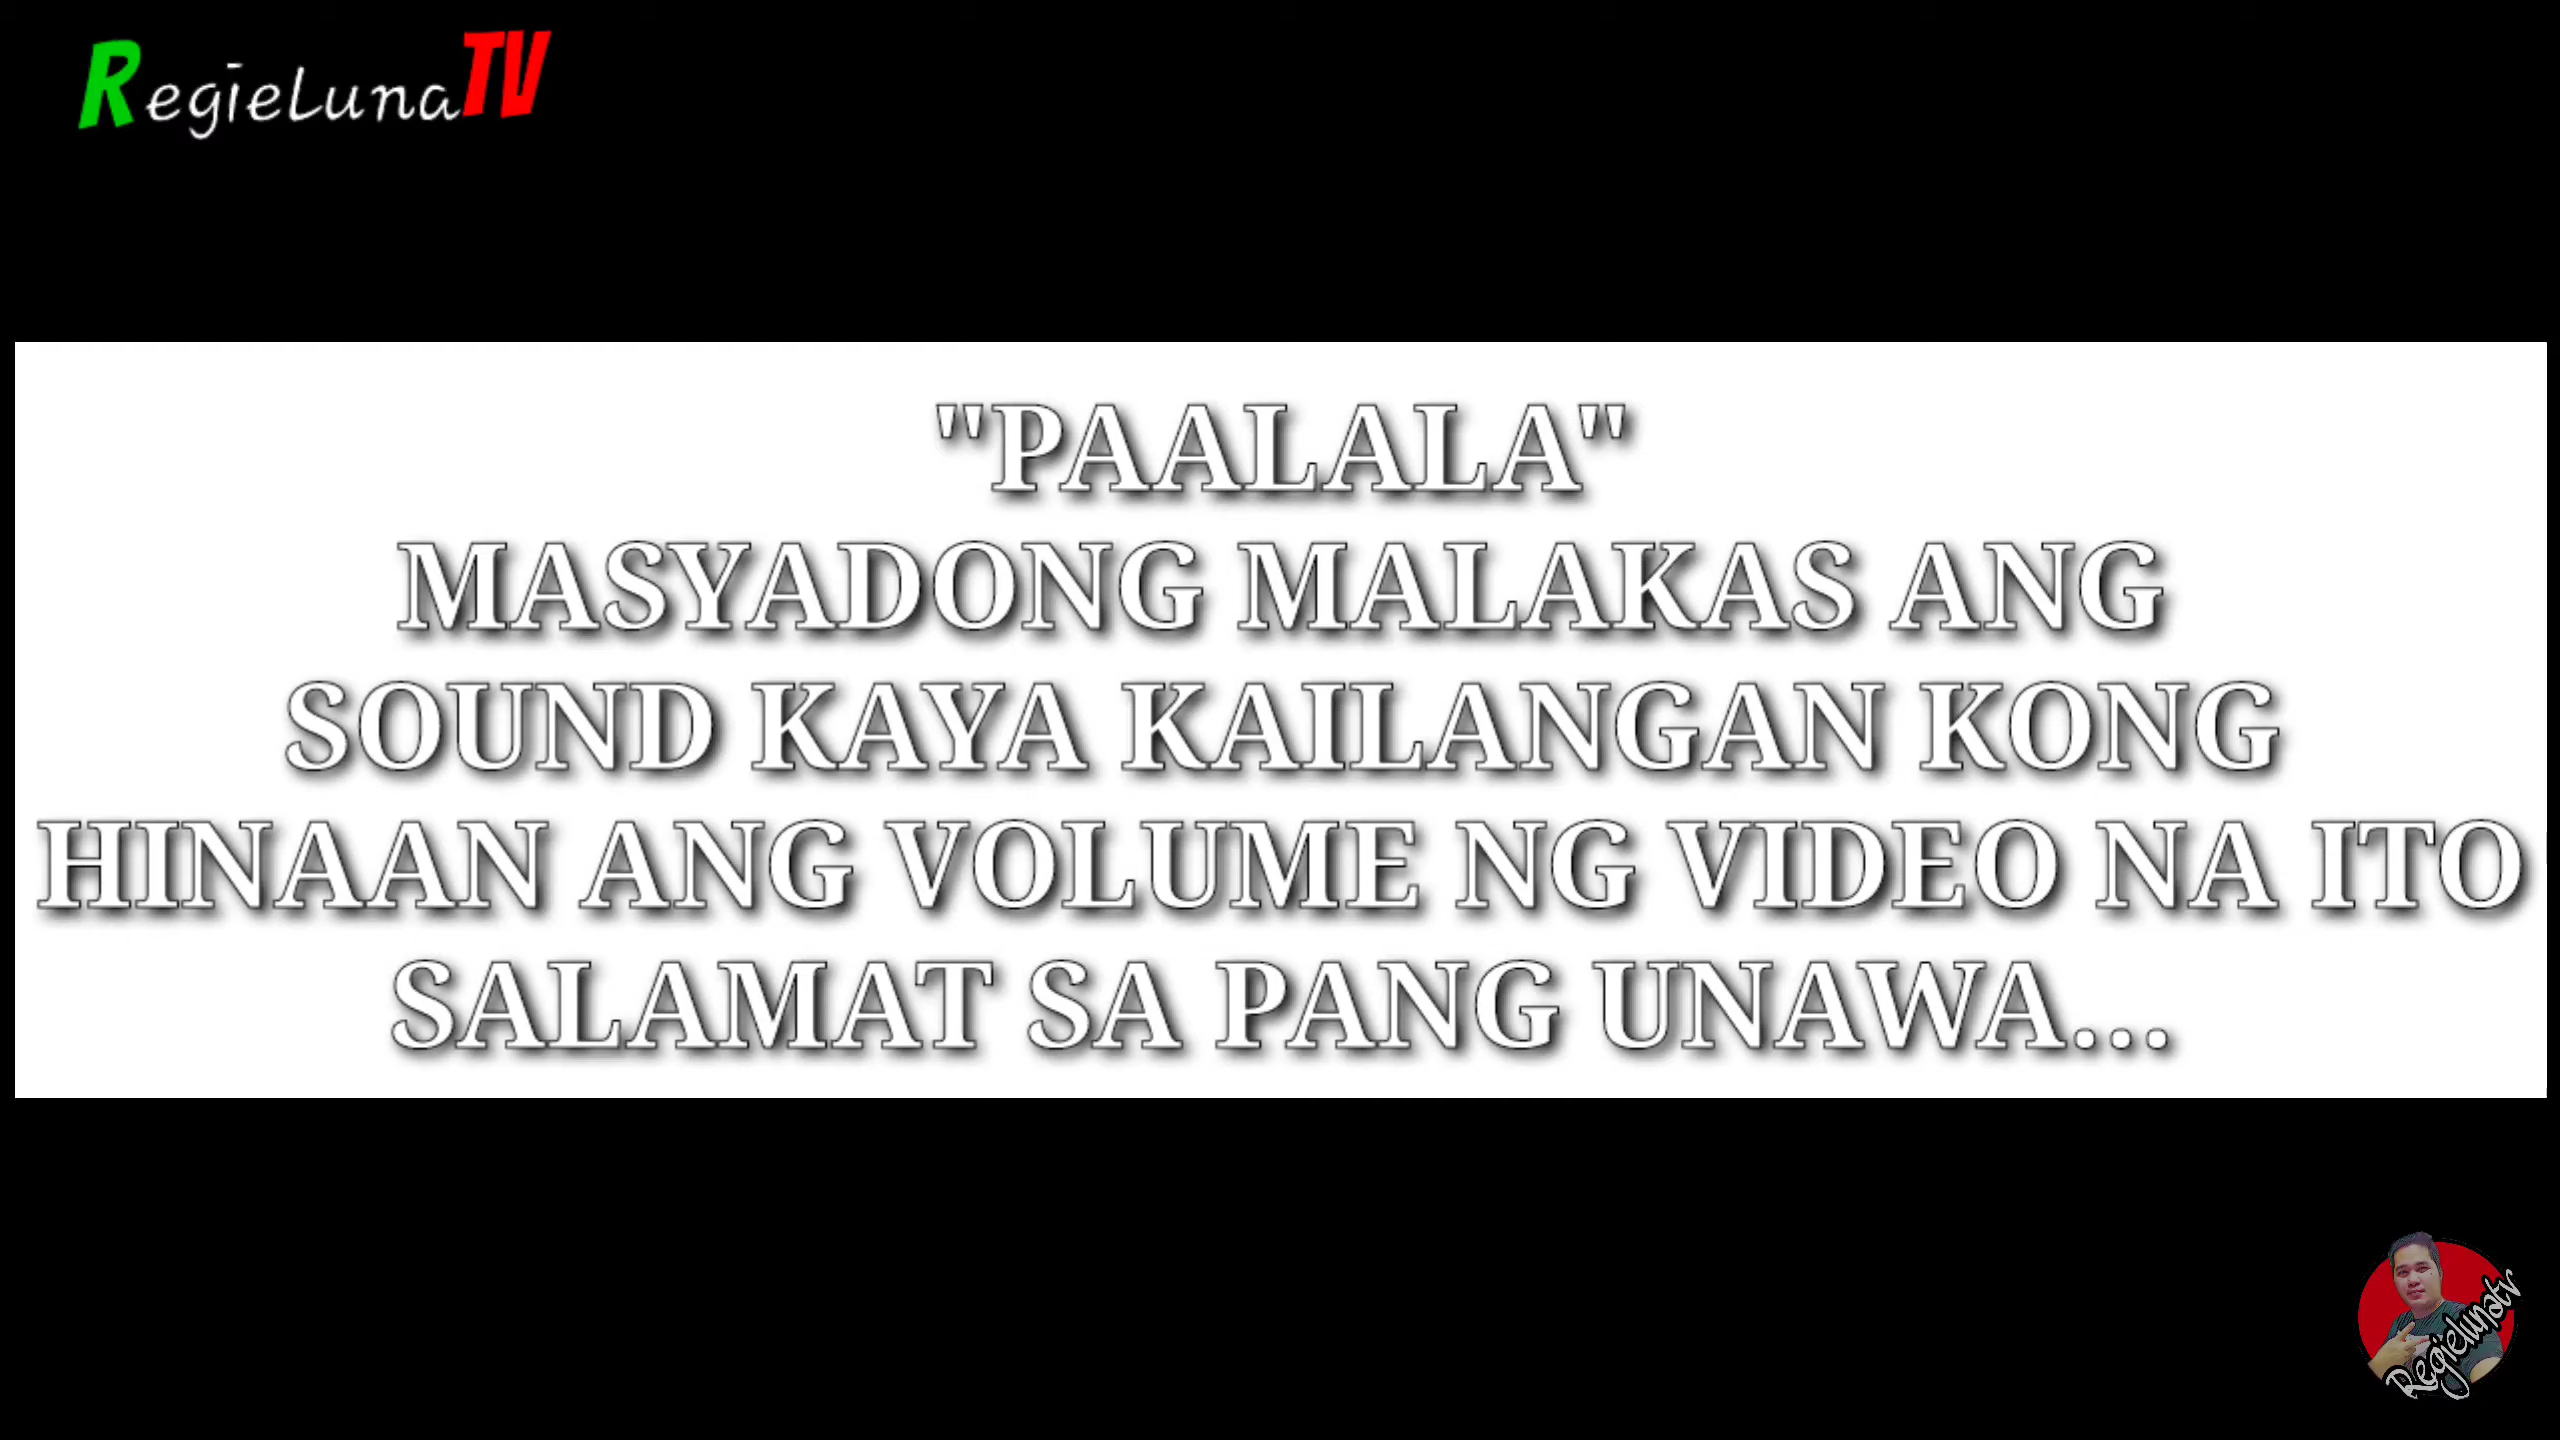 RegieLunaTV
"PAALALA"
MASYADONG MALAKAS ANG
SOUND KAYA KAILANGAN KONG
HINAAN ANG VOLUME NG VIDEO NA ITO
SALAMAT SA PANG UNAWA...
Regielunatv